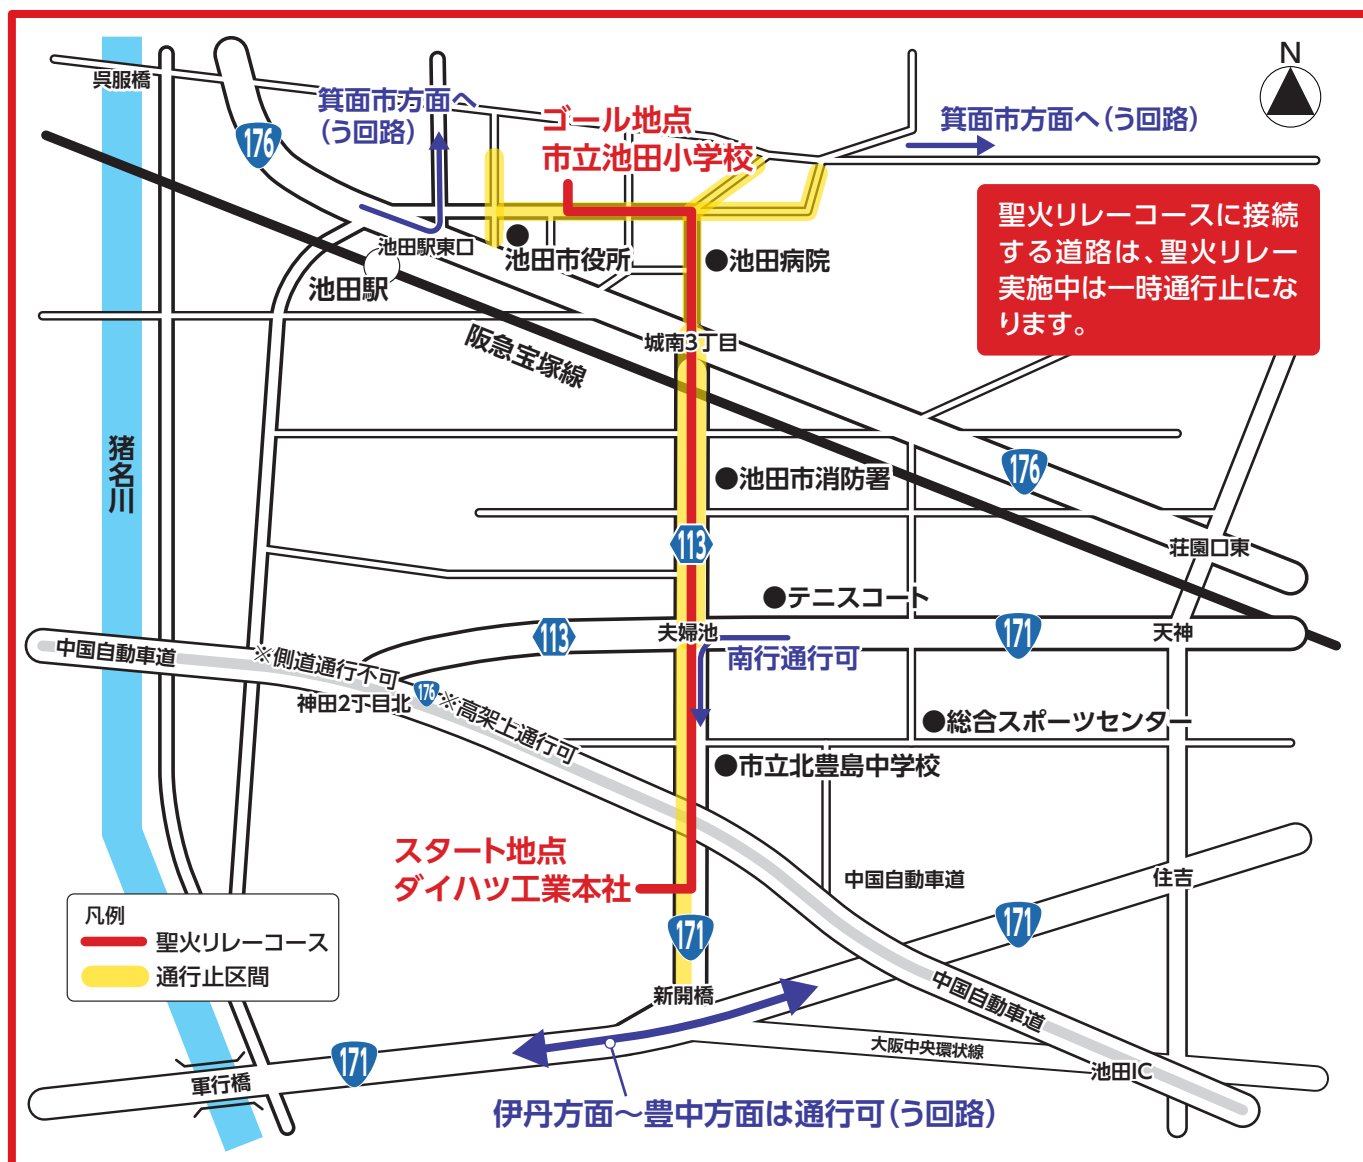 N
呉服橋
箕面市方面へ
(う回路)
176
ゴール地点
市立池田小学校
箕面市方面へ(う回路)
聖火リレーコースに接続
する道路は、聖火リレー
実施中は一時通行止にな
ります。
池田駅東口
池田市役所
池田病院
池田駅
城南3丁目
阪急宝塚線
猪名川
池田市消防署
176
113
荘園口東
テニスコート
113
夫婦池
171
天神
中国自動車道
※側道通行不可
南行通行可
神田2丁目北
176
※高架上通行可
総合スポーツセンター
市立北豊島中学校
スタート地点
ダイハツ工業本社
中国自動車道
住吉
凡例
聖火リレーコース
通行止区間
171
171
新開橋
中国自動車道
大阪中央環状線
171
軍行橋
池田IC
伊丹方面～豊中方面は通行可(う回路)